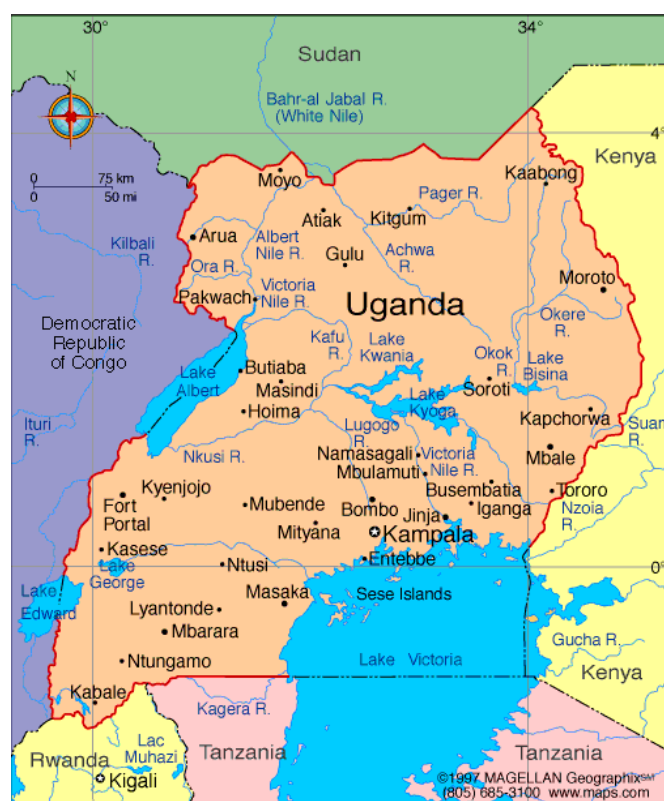 30°
34°
Sudan
N
Bahr-al Jabal R.
(White Nile)
4°
Kenya
Moyo
Kaabong
0 75 km
0 50 mi
Pager R.
Atiak
Kitgum
Kilbali
R.
Arua
Albert
Nile R.
Achwa
R.
Gulu
Ora R.
Moroto
Pakwach
Victoria
Nile R.
Uganda
Okere
R.
Democratic
Republic
of Congo
Kafu
R.
Lake
Kwania
Okok
R.
Lake
Bisina
Lake
Albert
Butiaba
Masindi
Soroti
Hoima
Lake
Kyoga
Kapchorwa
Ituri
R.
Lugogo
R.
Suam
R.
Nkusi R.
Namasagali
Victoria
Nile R.
Mbulamuti
Mbale
Kyenjojo
Fort
Portal
Mubende
Bombo
Busembatia
Tororo
Iganga
Nzoia
R.
Mityana
Jinja
Kampala
Kasese
Entebbe
Lake
George
Ntusi
0°
Lake
Edward
Masaka
Sese Islands
Lyantonde
Mbarara
Gucha R.
Ntungamo
Lake Victoria
Kenya
Kabale
Kagera R.
Lac
Muhazi
Rwanda
Tanzania
Tanzania
Kigali
©1997 MAGELLAN Geographix℠
(805) 685-3100 www.maps.com